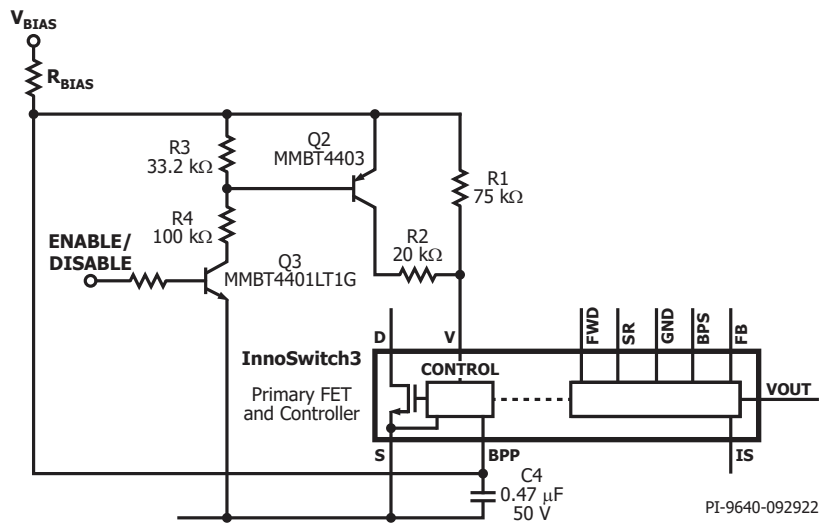 VBIAS
RBIAS
R3
33.2 kΩ
Q2
MMBT4403
R1
75 kΩ
R4
100 kΩ
R2
20 kΩ
ENABLE/
DISABLE
Q3
MMBT4401LT1G
D
V
FWD
SR
GND
BPS
FB
InnoSwitch3
CONTROL
Primary FET
and Controller
VOUT
S
BPP
IS
C4
0.47 μF
50 V
PI-9640-092922